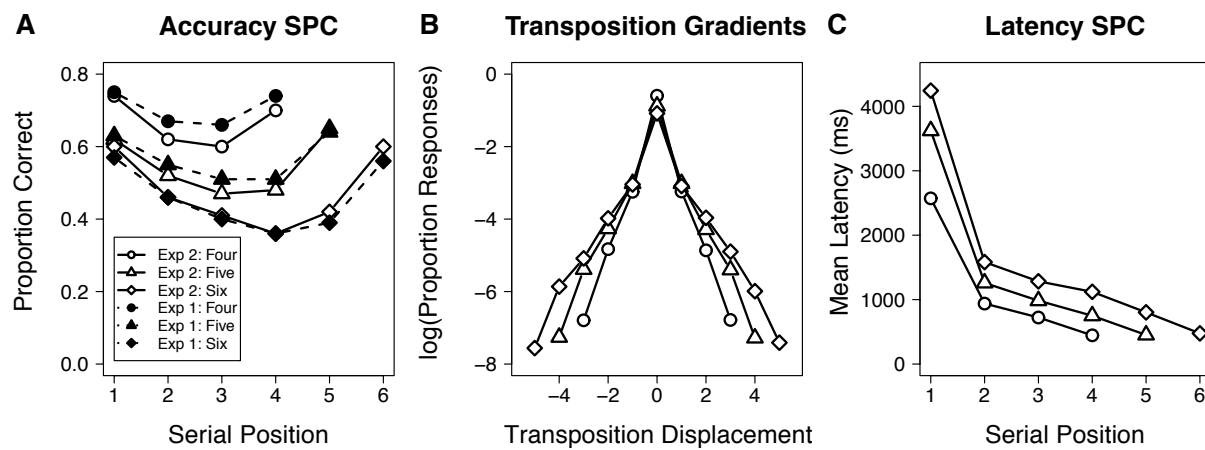 A Accuracy SPC
Proportion Correct
0.8
0.6
0.4
0.2
0.0
Exp 2: Four
Exp 2: Five
Exp 2: Six
Exp 1: Four
Exp 1: Five
Exp 1: Six
1 2 3 4 5 6
Serial Position
B Transposition Gradients
log(Proportion Responses)
0
−2
−4
−6
−8
−4 −2 0 2 4
Transposition Displacement
C Latency SPC
Mean Latency (ms)
4000
3000
2000
1000
0
1 2 3 4 5 6
Serial Position